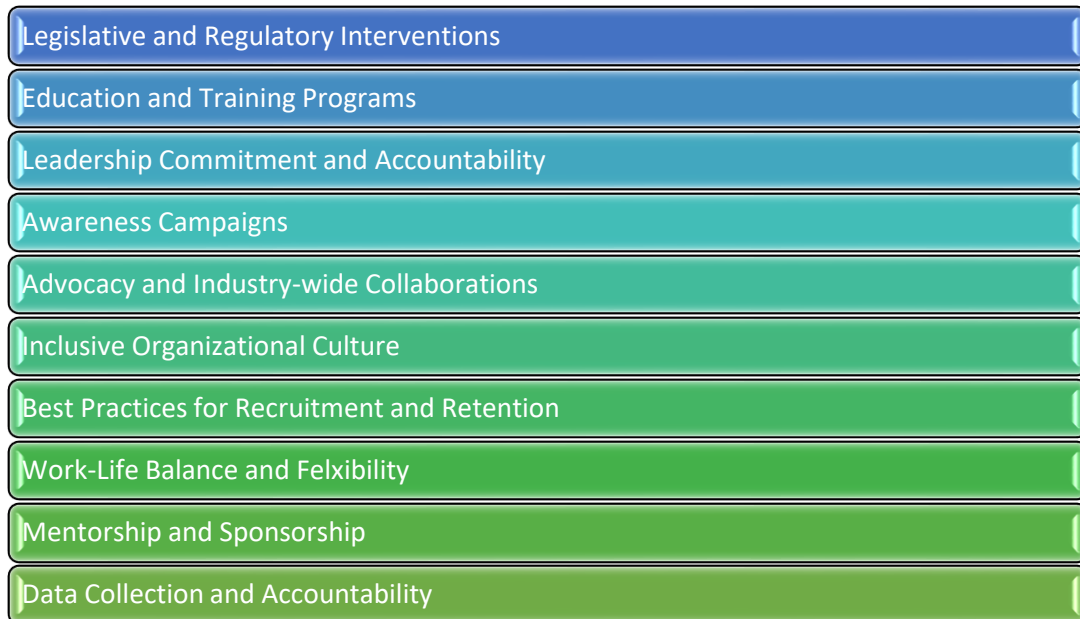 Legislative and Regulatory Interventions
Education and Training Programs
Leadership Commitment and Accountability
Awareness Campaigns
Advocacy and Industry-wide Collaborations
Inclusive Organizational Culture
Best Practices for Recruitment and Retention
Work-Life Balance and Felxibility
Mentorship and Sponsorship
Data Collection and Accountability